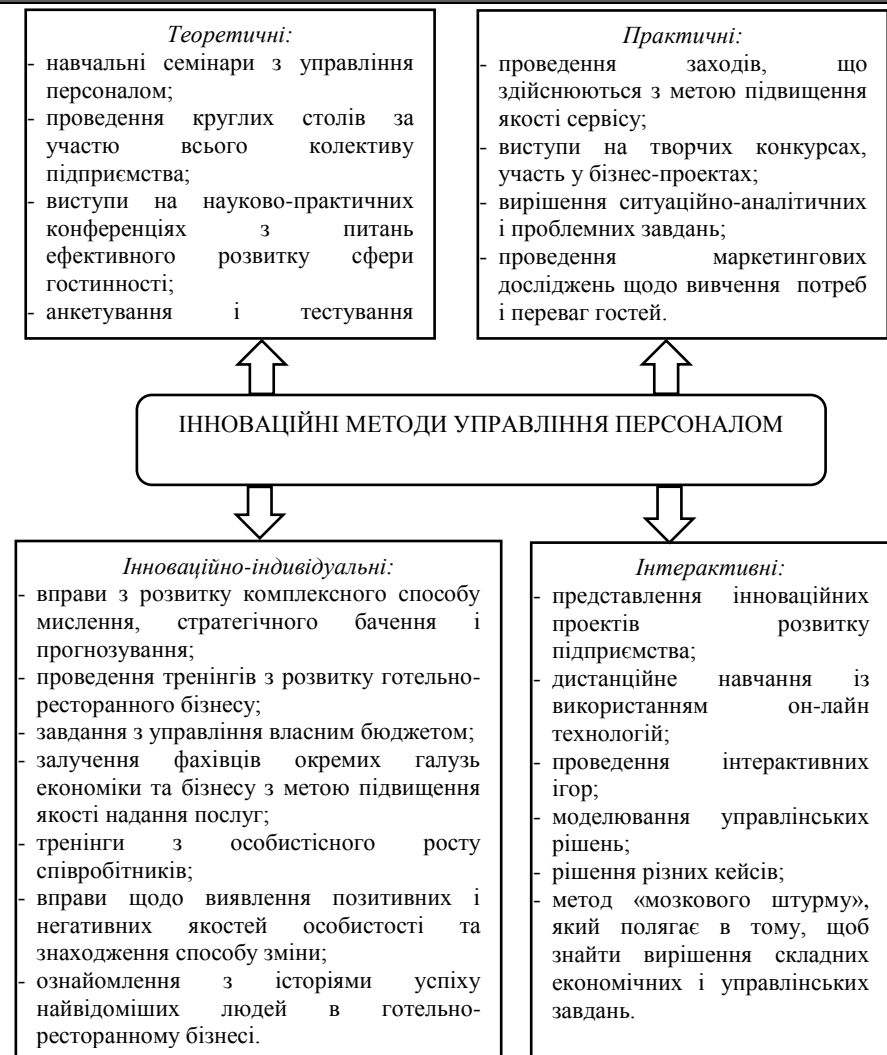 Теоретичні:
- навчальні семінари з управління
персоналом;
- проведення круглих столів за
участю всього колективу
підприємства;
- виступи на науково-практичних
конференціях з питань
ефективного розвитку сфери
гостинності;
- анкетування і тестування
Практичні:
- проведення заходів, що
здійснюються з метою підвищення
якості сервісу;
- виступи на творчих конкурсах,
участь у бізнес-проектах;
- вирішення ситуаційно-аналітичних
і проблемних завдань;
- проведення маркетингових
досліджень щодо вивчення потреб
і переваг гостей.
ІННОВАЦІЙНІ МЕТОДИ УПРАВЛІННЯ ПЕРСОНАЛОМ
Інноваційно-індивідуальні:
- вправи з розвитку комплексного способу
мислення, стратегічного бачення і
прогнозування;
- проведення тренінгів з розвитку готельно-
ресторанного бізнесу;
- завдання з управління власним бюджетом;
- залучення фахівців окремих галузь
економіки та бізнесу з метою підвищення
якості надання послуг;
- тренінги з особистісного росту
співробітників;
- вправи щодо виявлення позитивних і
негативних якостей особистості та
знаходження способу зміни;
- ознайомлення з історіями успіху
найвідоміших людей в готельно-
ресторанному бізнесі.
Інтерактивні:
- представлення інноваційних
проектів розвитку
підприємства;
- дистанційне навчання із
використанням он-лайн
технологій;
- проведення інтерактивних
ігор;
- моделювання управлінських
рішень;
- рішення різних кейсів;
- метод «мозкового штурму»,
який полягає в тому, щоб
знайти вирішення складних
економічних і управлінських
завдань.